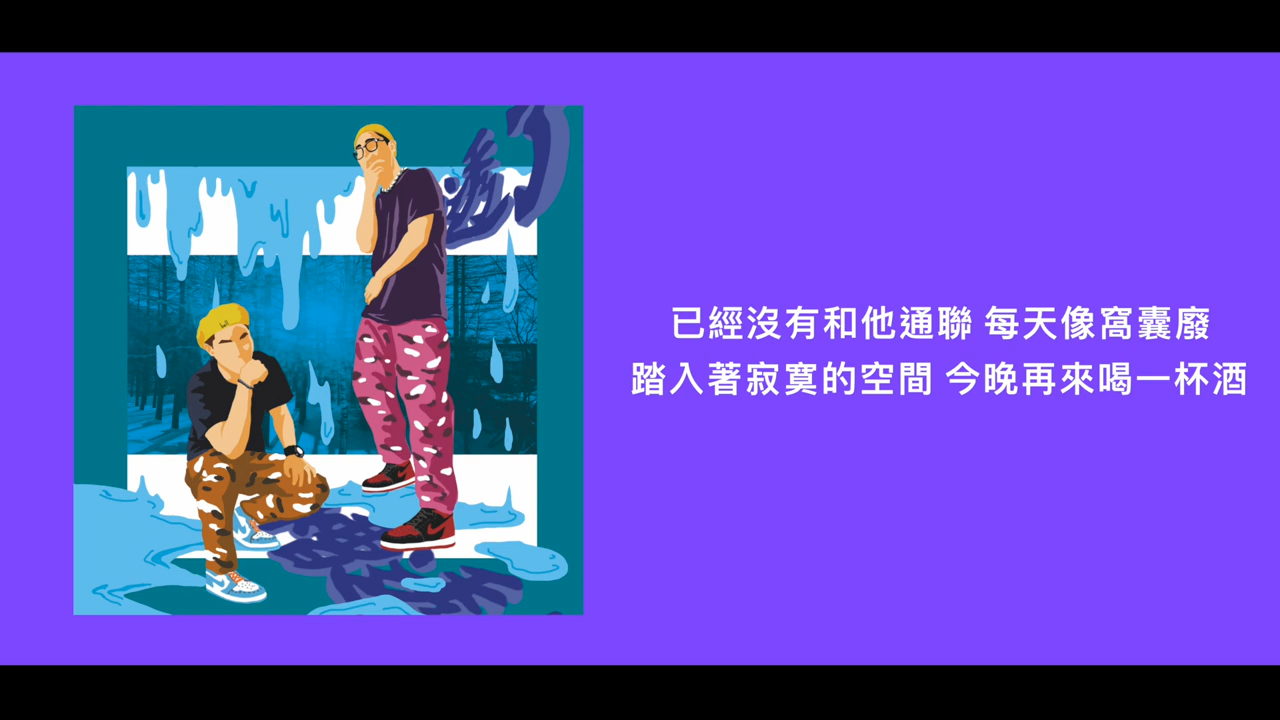 已經沒有和他通聯 每天像窩囊廢
踏入著寂寞的空間 今晚再來喝一杯酒